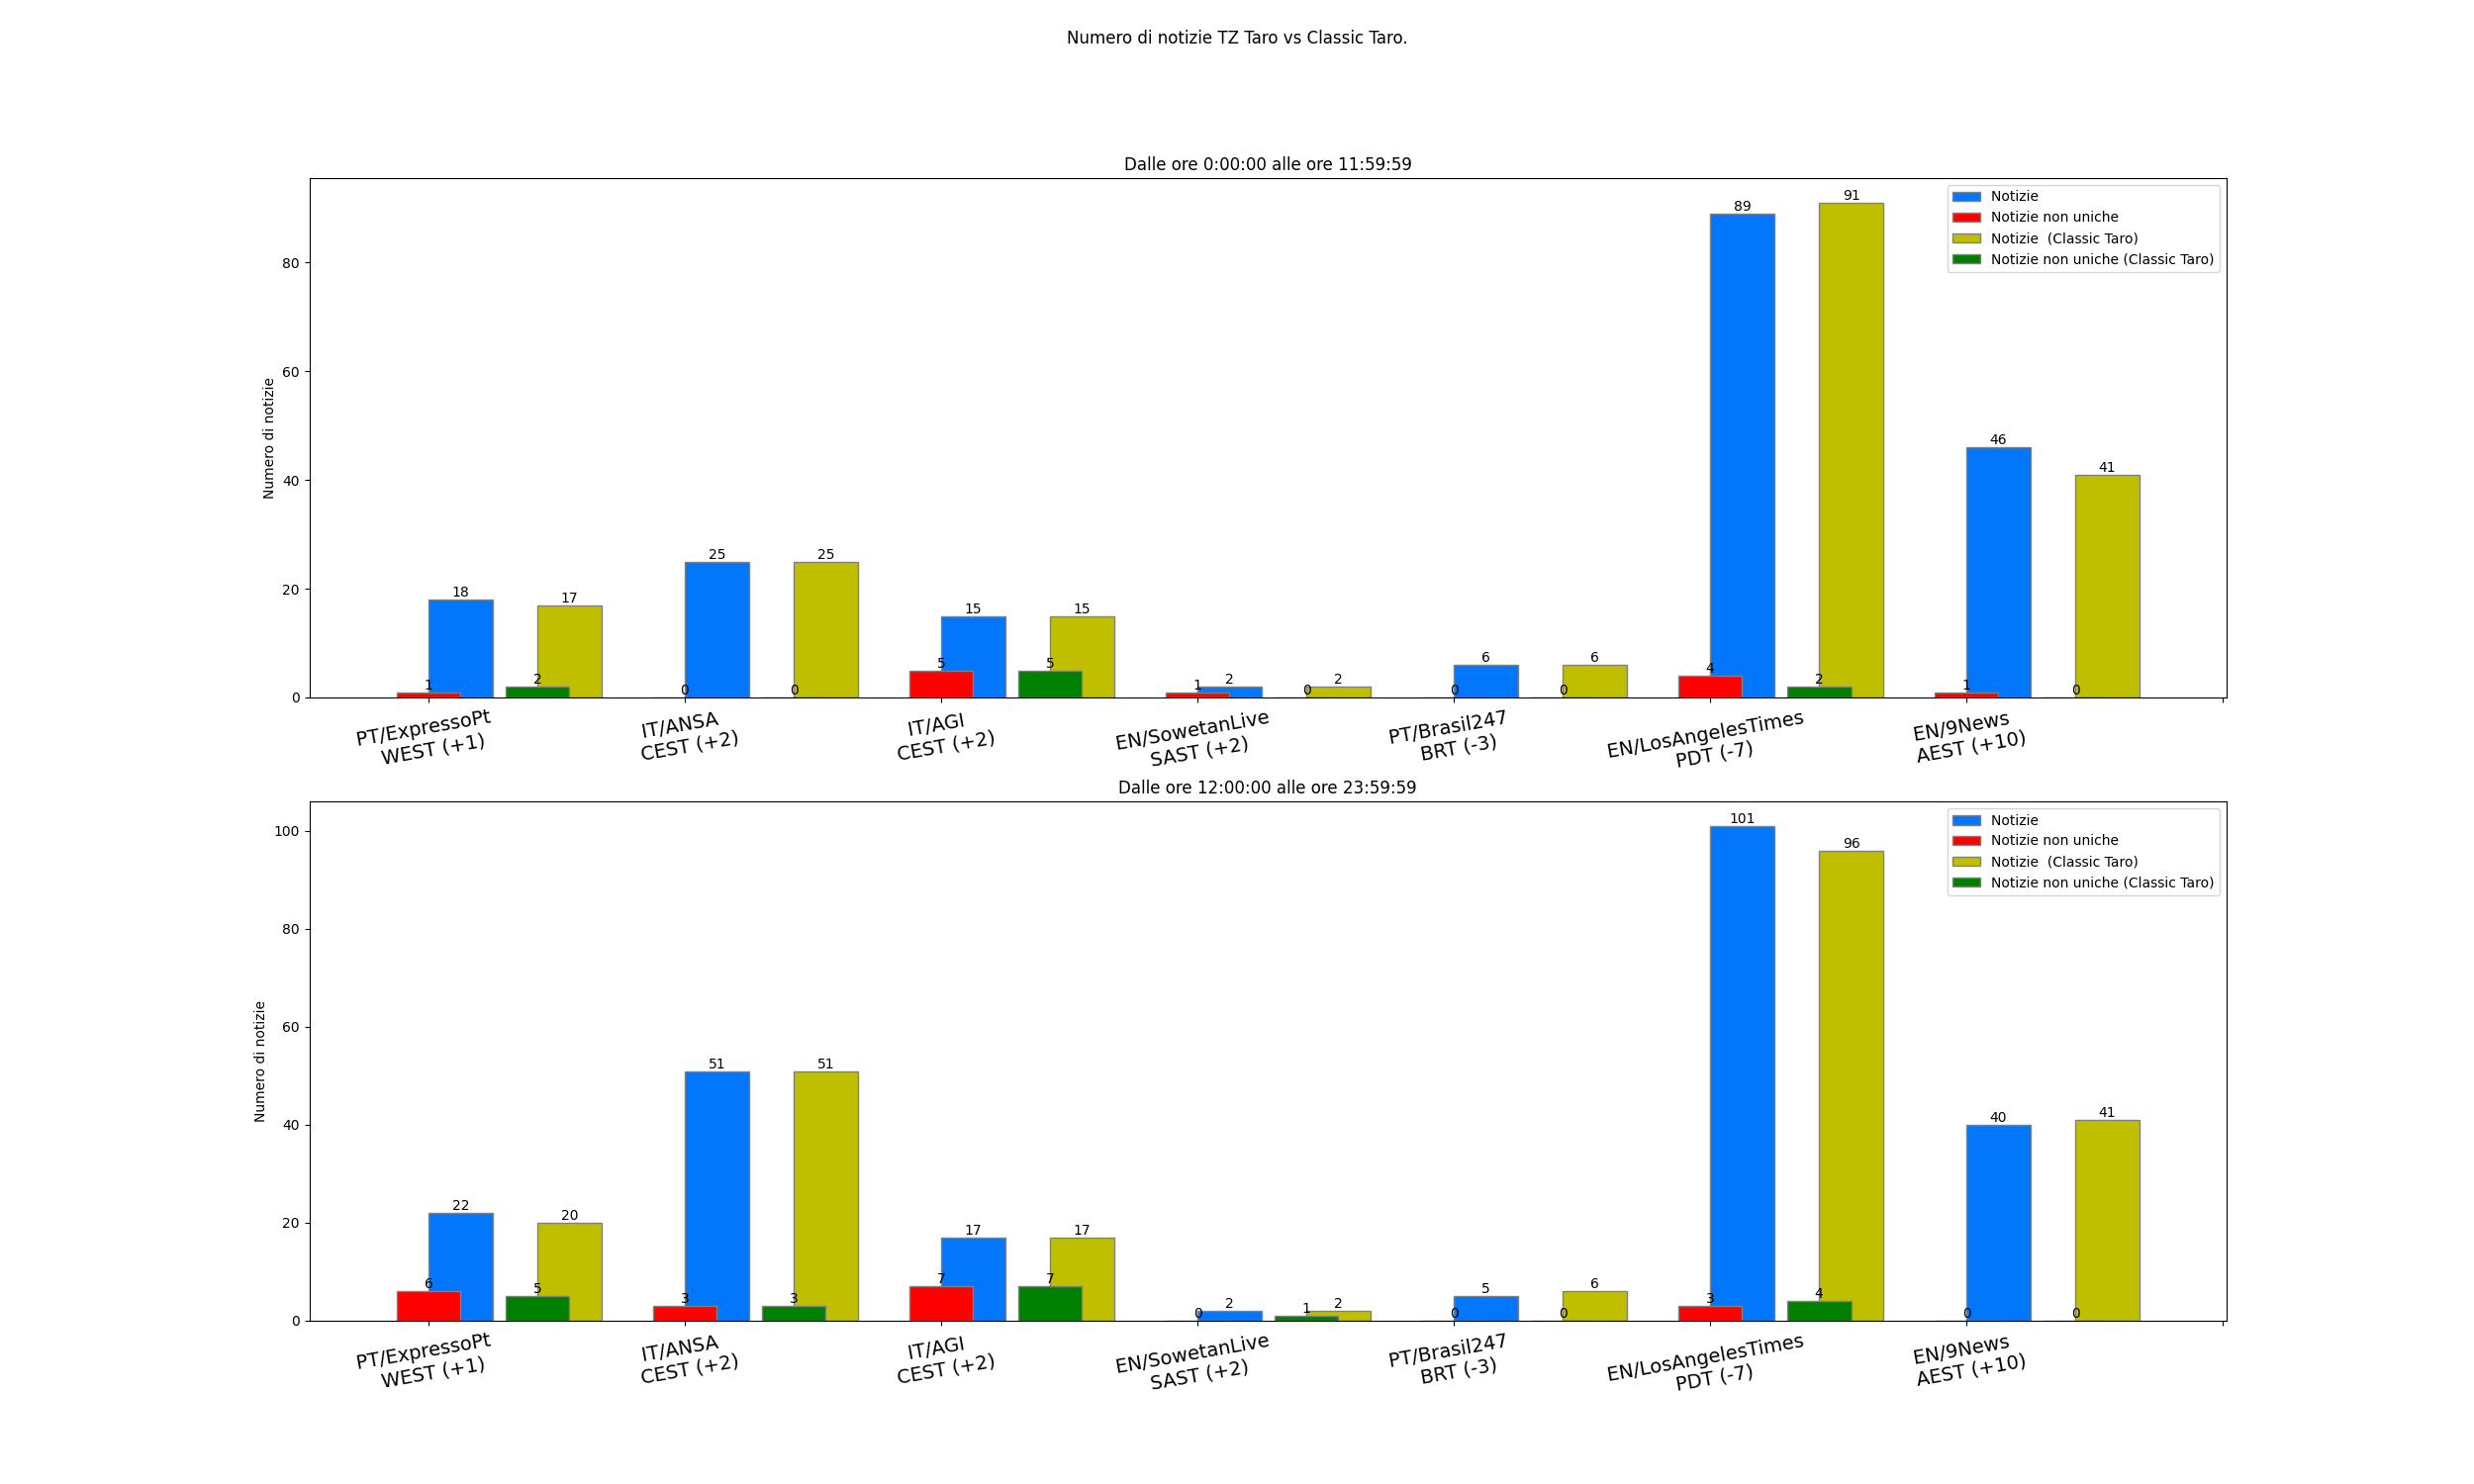 Numero di notizie TZ Taro vs Classic Taro.
Dalle ore 0:00:00 alle ore 11:59:59
Numero di notizie
80
60
40
20
0
Notizie
Notizie non uniche
Notizie  (Classic Taro)
Notizie non uniche (Classic Taro)
1 18 2 17
0 25 0 25
5 15 5 15
1 2 0 2
0 6 0 6
4 89 2 91
1 46 0 41
PT/ExpressoPt
WEST (+1)
IT/ANSA
CEST (+2)
IT/AGI
CEST (+2)
EN/SowetanLive
SAST (+2)
PT/Brasil247
BRT (-3)
EN/LosAngelesTimes
PDT (-7)
EN/9News
AEST (+10)
Dalle ore 12:00:00 alle ore 23:59:59
Numero di notizie
100
80
60
40
20
0
Notizie
Notizie non uniche
Notizie  (Classic Taro)
Notizie non uniche (Classic Taro)
6 22 5 20
3 51 3 51
7 17 7 17
0 2 1 2
0 5 0 6
3 101 4 96
0 40 0 41
PT/ExpressoPt
WEST (+1)
IT/ANSA
CEST (+2)
IT/AGI
CEST (+2)
EN/SowetanLive
SAST (+2)
PT/Brasil247
BRT (-3)
EN/LosAngelesTimes
PDT (-7)
EN/9News
AEST (+10)